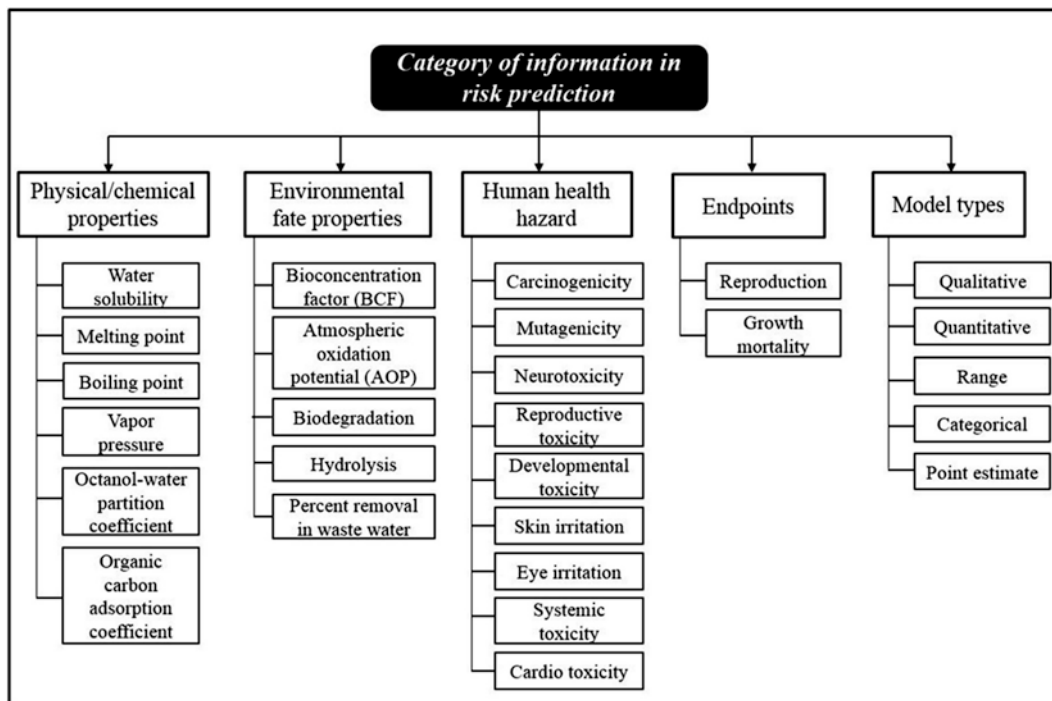 Category of information in
risk prediction
Physical/chemical
properties
Water
solubility
Melting point
Boiling point
Vapor
pressure
Octanol-water
partition
coefficient
Organic
carbon
adsorption
coefficient
Environmental
fate properties
Bioconcentration
factor (BCF)
Atmospheric
oxidation
potential (AOP)
Biodegradation
Hydrolysis
Percent removal
in waste water
Human health
hazard
Carcinogenicity
Mutagenicity
Neurotoxicity
Reproductive
toxicity
Developmental
toxicity
Skin irritation
Eye irritation
Systemic
toxicity
Cardio toxicity
Endpoints
Reproduction
Growth
mortality
Model types
Qualitative
Quantitative
Range
Categorical
Point estimate